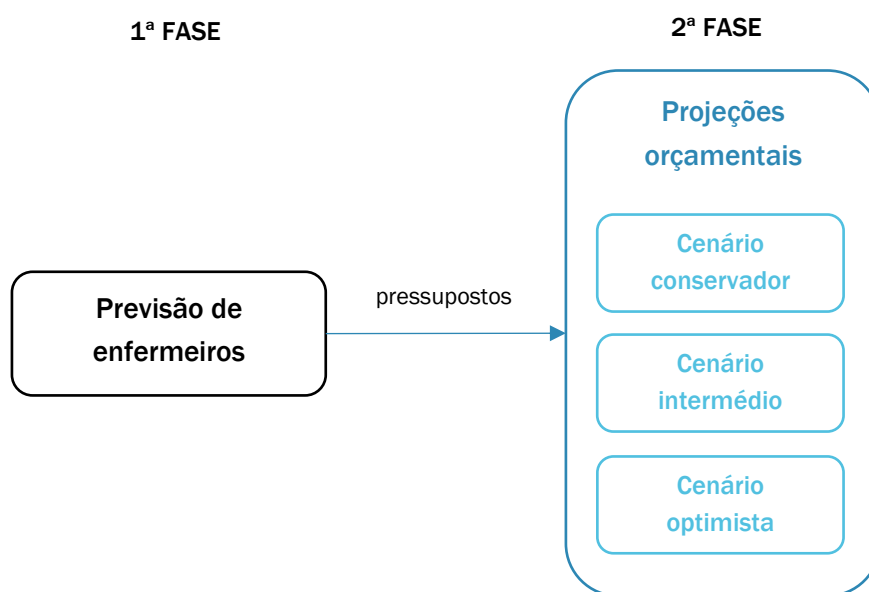 1ª FASE
2ª FASE
Projeções
orçamentais
Cenário
conservador
Previsão de
enfermeiros
pressupostos
Cenário
intermédio
Cenário
optimista